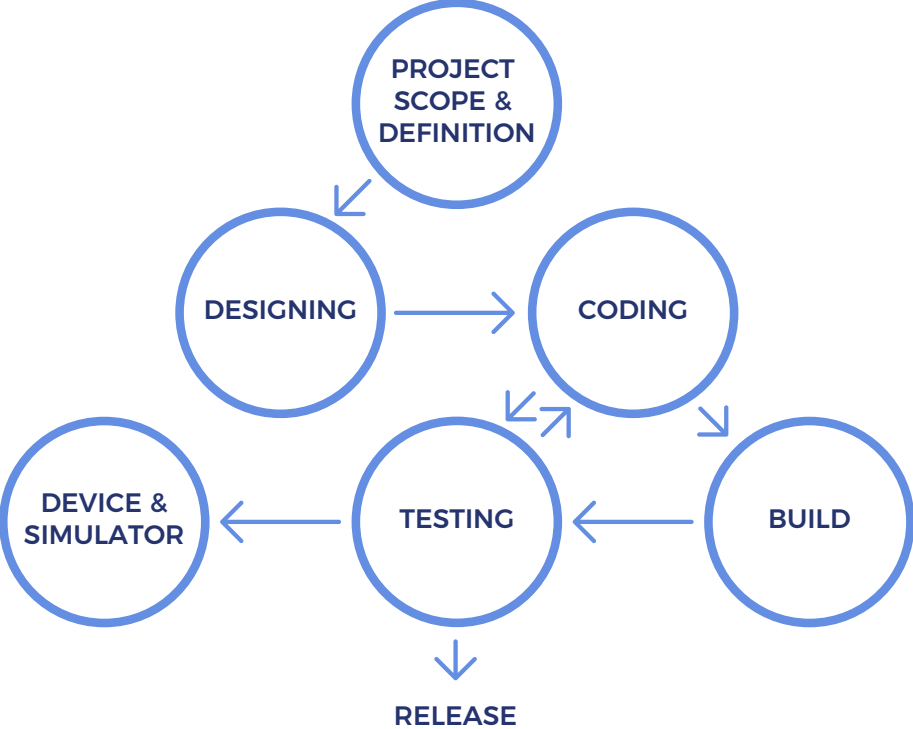 PROJECT
SCOPE &
DEFINITION
DESIGNING
CODING
DEVICE &
SIMULATOR
TESTING
BUILD
RELEASE